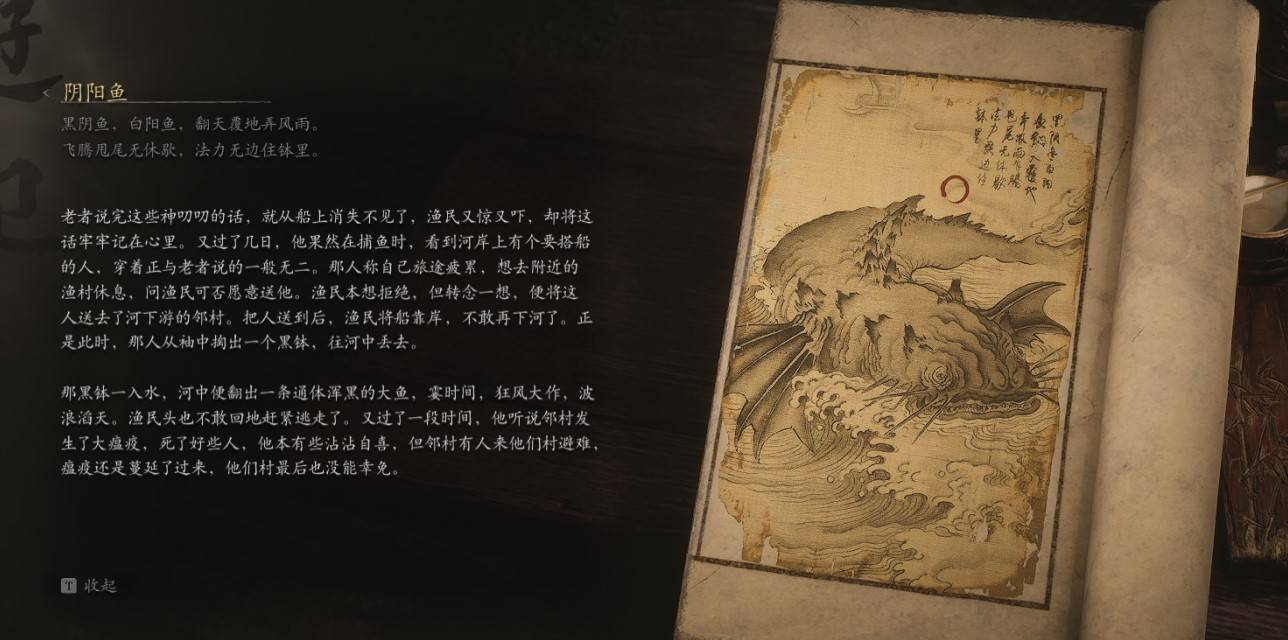 阴阳鱼
黑阴鱼，白阳鱼，翻天覆地弄风雨。
飞腾甩尾无休歇，法力无边住钵里。
老者说完这些神叨叨的话，就从船上消失不见了，渔民又惊又吓，却将这
话牢牢记在心里。又过了几日，他果然在捕鱼时，看到河岸上有个要搭船
的人，穿着正与老者说的一般无二。那人称自己旅途疲累，想去附近的
渔村休息，问渔民可否愿意送他。渔民本想拒绝，但转念一想，便将这
人送去了河下游的邻村。把人送到后，渔民将船靠岸，不敢再下河了。正
是此时，那人从袖中掏出一个黑钵，往河中丢去。
那黑钵一入水，河中便翻出一条通体浑黑的大鱼，霎时间，狂风大作，波
浪滔天。渔民头也不敢回地赶紧逃走了。又过了一段时间，他听说邻村发
生了大瘟疫，死了好些人，他本有些沾沾自喜，但邻村有人来他们村避难，
瘟疫还是蔓延了过来，他们村最后也没能幸免。
T 收起